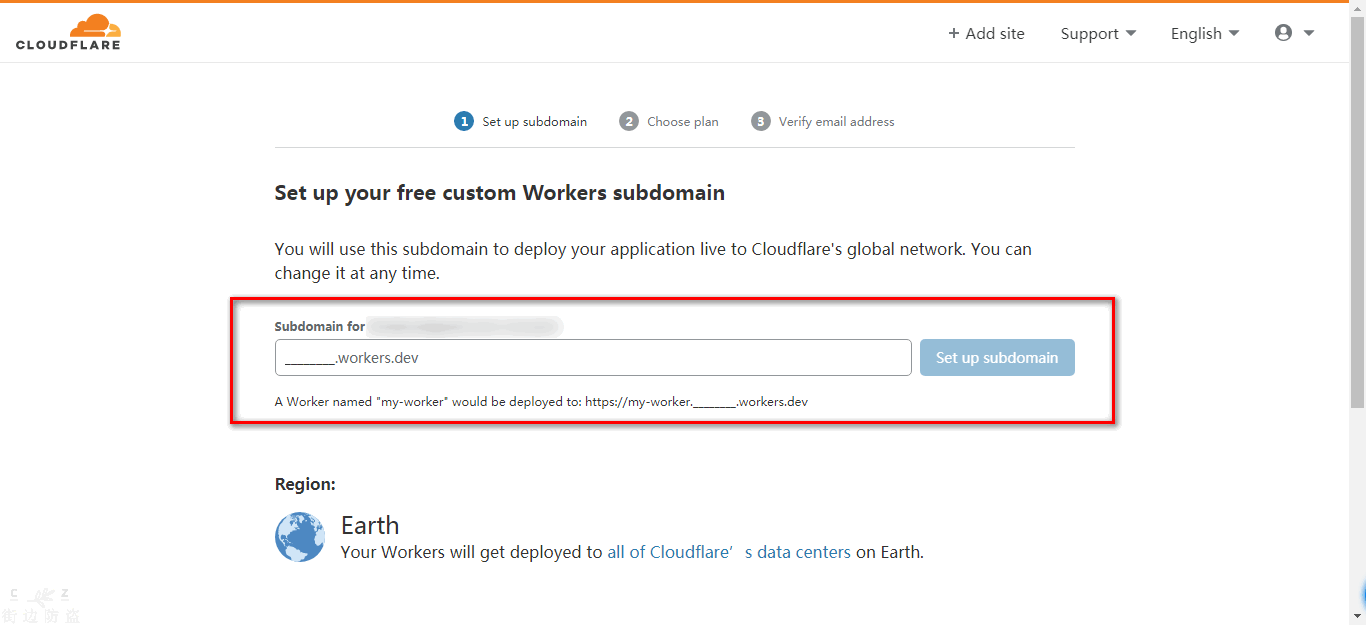 CLOUDFLARE
+ Add site Support English
1 Set up subdomain 2 Choose plan 3 Verify email address
Set up your free custom Workers subdomain
You will use this subdomain to deploy your application live to Cloudflare's global network. You can
change it at any time.
Subdomain for
________.workers.dev Set up subdomain
A Worker named "my-worker" would be deployed to: https://my-worker.________.workers.dev
Region:
Earth
Your Workers will get deployed to all of Cloudflare’s data centers on Earth.
C Z
街边防盗